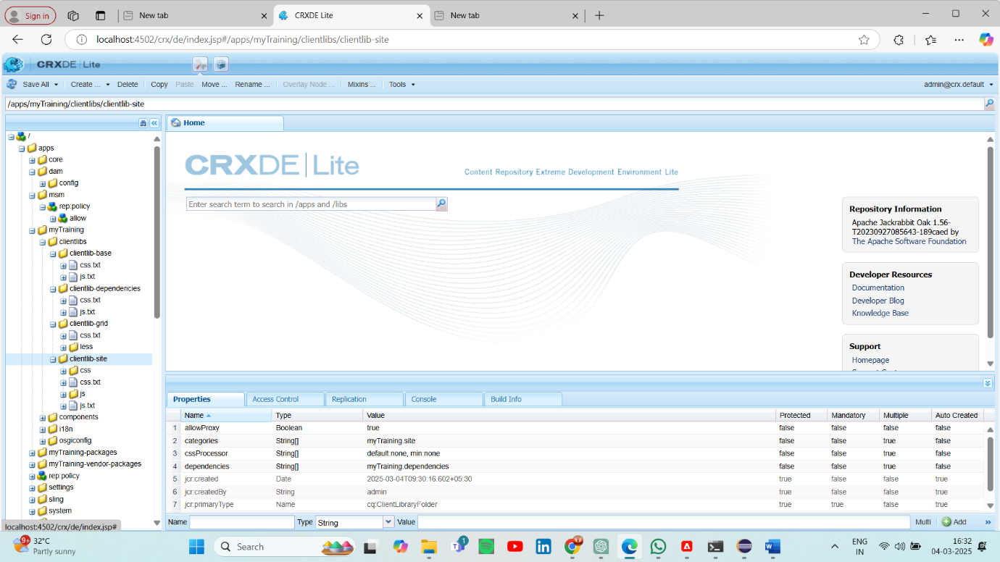 Sign in
New tab
CRXDE Lite
New tab
localhost:4502/crx/de/index.jsp#/apps/myTraining/clientlibs/clientlib-site
CRXDE | Lite
Save All Create ... Delete Copy Paste Move ... Rename ... Overlay Node ... Mixins ... Tools admin@crx.default
/apps/myTraining/clientlibs/clientlib-site
/
apps
core
dam
config
msm
rep:policy
allow
myTraining
clientlibs
clientlib-base
css.txt
js.txt
clientlib-dependencies
css.txt
js.txt
clientlib-grid
css.txt
less
clientlib-site
css
css.txt
js
js.txt
components
i18n
osgiconfig
myTraining-packages
myTraining-vendor-packages
rep:policy
settings
sling
system
localhost:4502/crx/de/index.jsp#
Home
CRXDE | Lite
Content Repository Extreme Development Environment Lite
Enter search term to search in /apps and /libs
Repository Information
Apache Jackrabbit Oak 1.56-
T20230927085643-189caed by
The Apache Software Foundation
Developer Resources
Documentation
Developer Blog
Knowledge Base
Support
Homepage
Properties Access Control Replication Console Build Info
Name Type Value Protected Mandatory Multiple Auto Created
1 allowProxy Boolean true false false false false
2 categories String[] myTraining.site false false true false
3 cssProcessor String[] default:none, min:none false false true false
4 dependencies String[] myTraining.dependencies false false true false
5 jcr:created Date 2025-03-04T09:30:16.602+05:30 true false false true
6 jcr:createdBy String admin true false false true
7 jcr:primaryType Name cq:ClientLibraryFolder true true false true
Name Type String Value Multi Add »
9+ 32°C
Partly sunny
Search
1
ENG
IN
16:32
04-03-2025